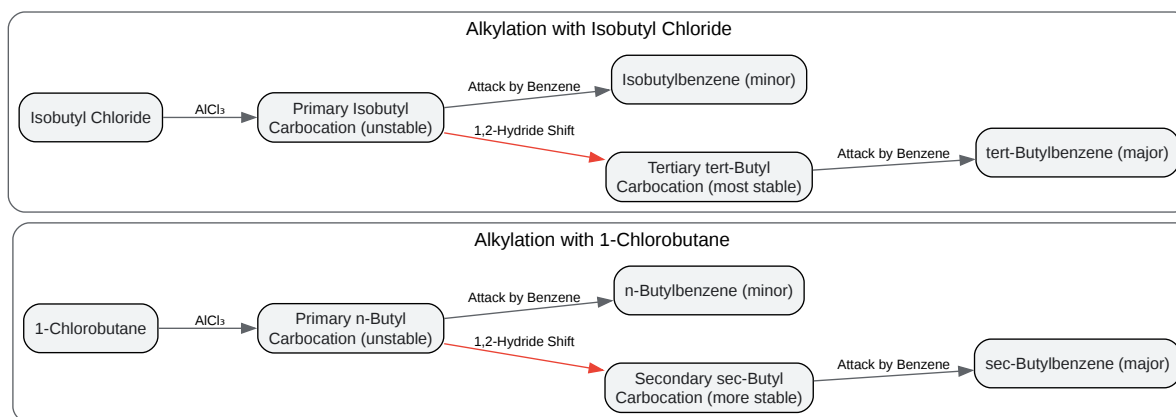 Alkylation with Isobutyl Chloride
Isobutyl Chloride
AlCl₃
Primary Isobutyl
Carbocation (unstable)
Attack by Benzene
Isobutylbenzene (minor)
1,2-Hydride Shift
Tertiary tert-Butyl
Carbocation (most stable)
Attack by Benzene
tert-Butylbenzene (major)
Alkylation with 1-Chlorobutane
1-Chlorobutane
AlCl₃
Primary n-Butyl
Carbocation (unstable)
Attack by Benzene
n-Butylbenzene (minor)
1,2-Hydride Shift
Secondary sec-Butyl
Carbocation (more stable)
Attack by Benzene
sec-Butylbenzene (major)